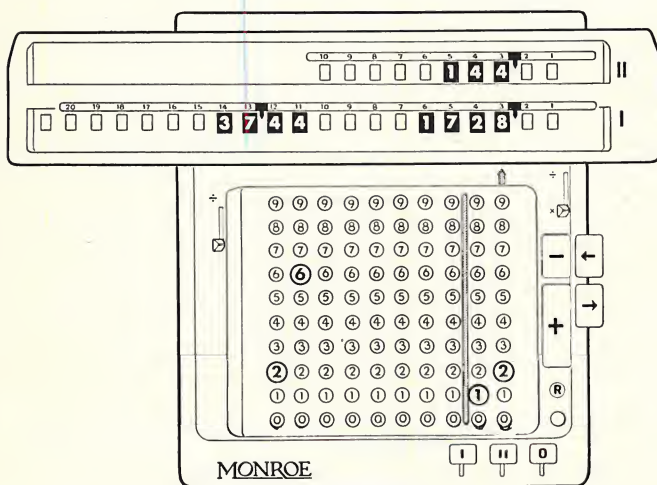 10 9 8 7 6 5 4 3 2 1
1 4 4 II
20 19 18 17 16 15 14 13 12 11 10 9 8 7 6 5 4 3 2 1
3 7 4 4 1 7 2 8 I
÷ ÷
9 9 9 9 9 9 9 9 9 9
×
8 8 8 8 8 8 8 8 8 8
7 7 7 7 7 7 7 7 7 7 − ←
6 6 6 6 6 6 6 6 6 6
5 5 5 5 5 5 5 5 5 5 →
4 4 4 4 4 4 4 4 4 4 +
3 3 3 3 3 3 3 3 3 3
2 2 2 2 2 2 2 2 2 2
1 1 1 1 1 1 1 1 1 1 R
0 0 0 0 0 0 0 0 0 0
I II 0
MONROE